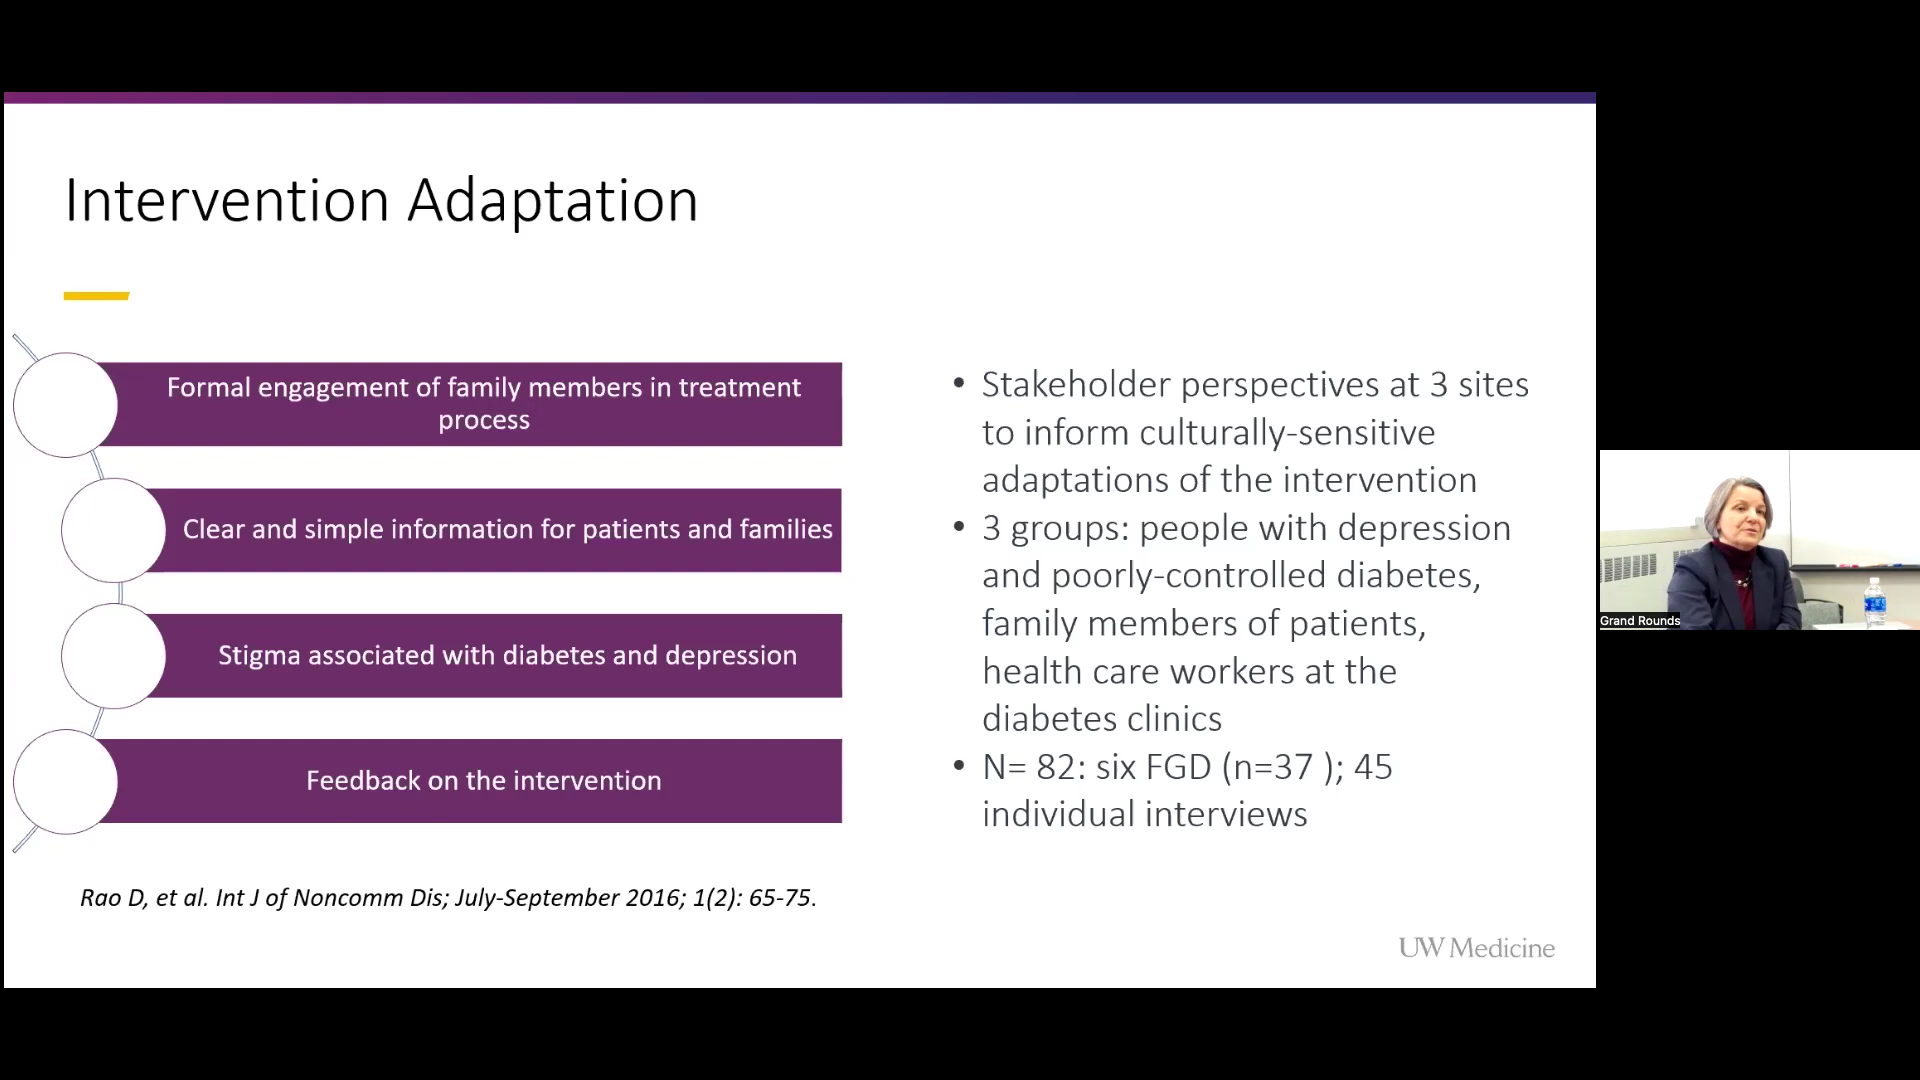 Intervention Adaptation
Formal engagement of family members in treatment
process
Clear and simple information for patients and families
Stigma associated with diabetes and depression
Feedback on the intervention
Rao D, et al. Int J of Noncomm Dis; July-September 2016; 1(2): 65-75.
• Stakeholder perspectives at 3 sites
to inform culturally-sensitive
adaptations of the intervention
• 3 groups: people with depression
and poorly-controlled diabetes,
family members of patients,
health care workers at the
diabetes clinics
• N= 82: six FGD (n=37 ); 45
individual interviews
UW Medicine
Grand Rounds